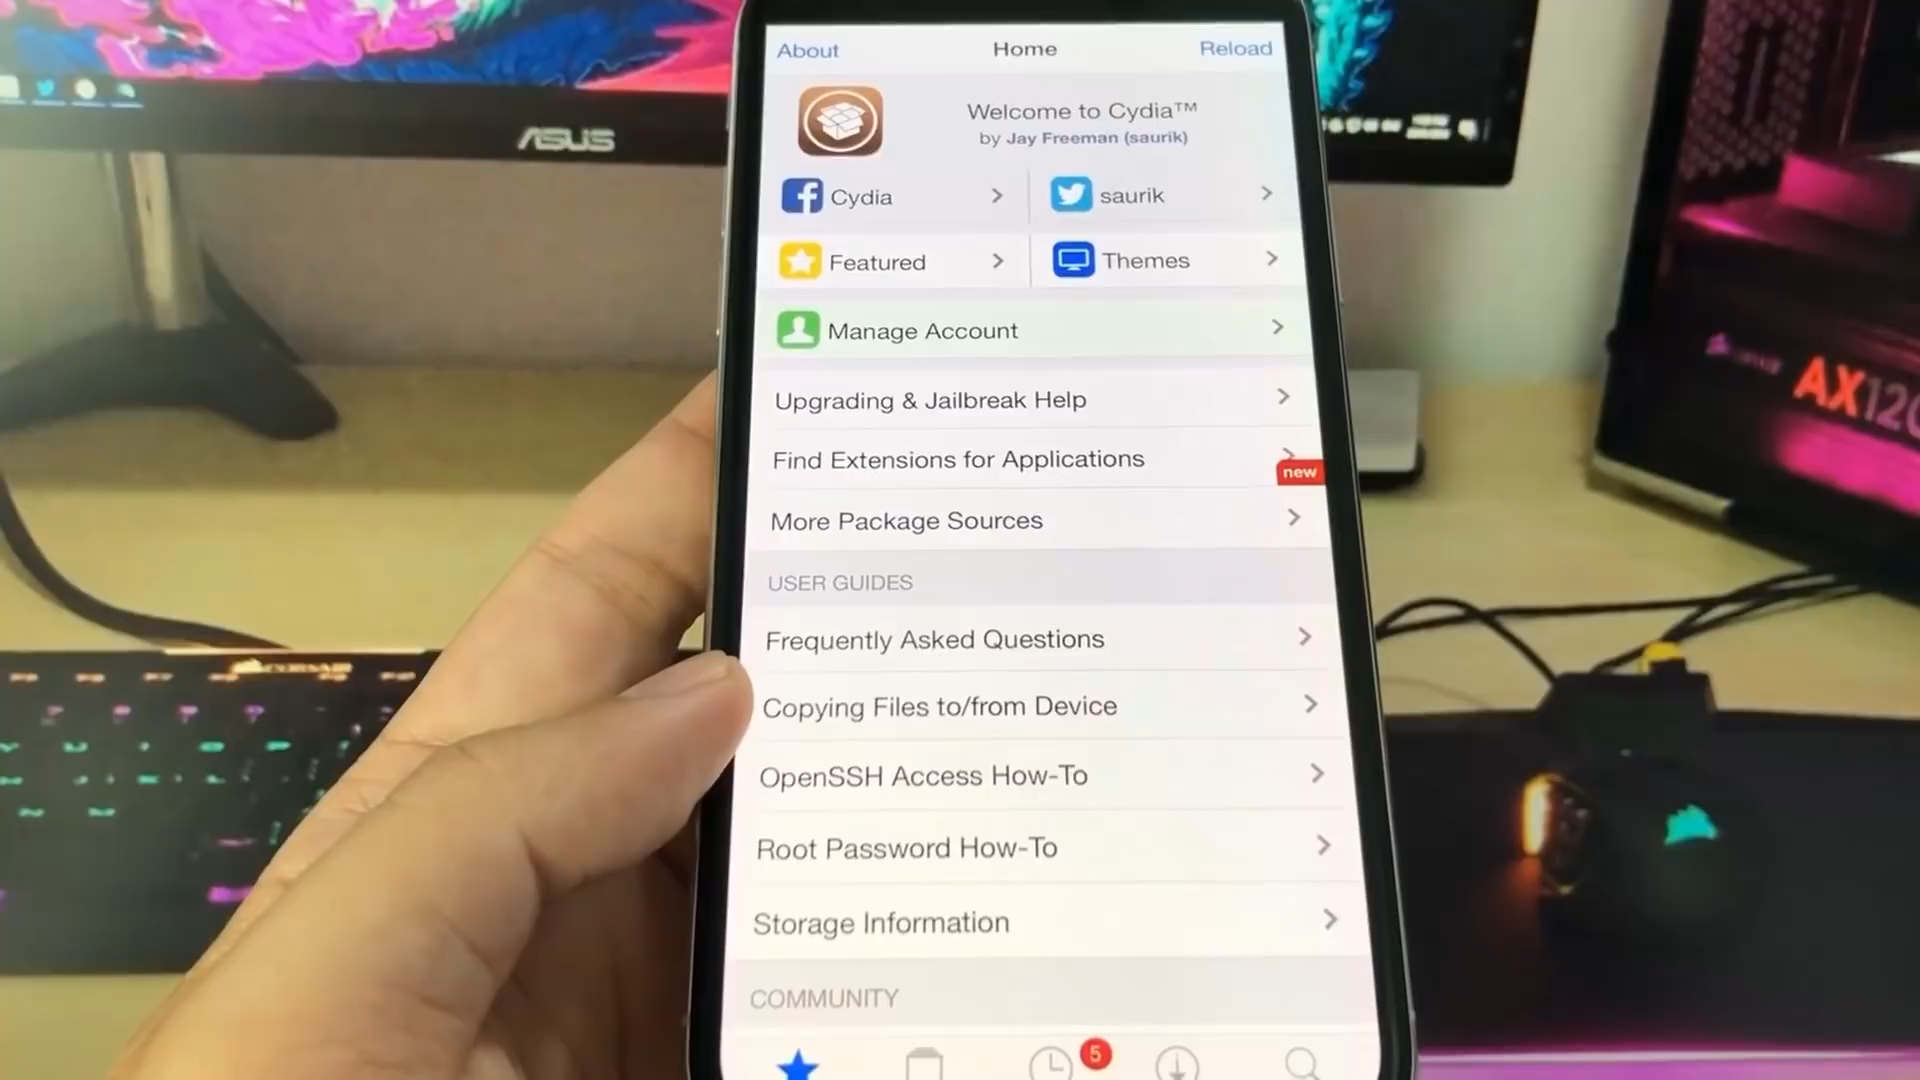 ASUS
About
Home
Reload
Welcome to Cydia™
by Jay Freeman (saurik)
Cydia
saurik
Featured
Themes
Manage Account
Upgrading & Jailbreak Help
Find Extensions for Applications
new
More Package Sources
USER GUIDES
Frequently Asked Questions
Copying Files to/from Device
OpenSSH Access How-To
Root Password How-To
Storage Information
COMMUNITY
5
CORSAIR
AX120